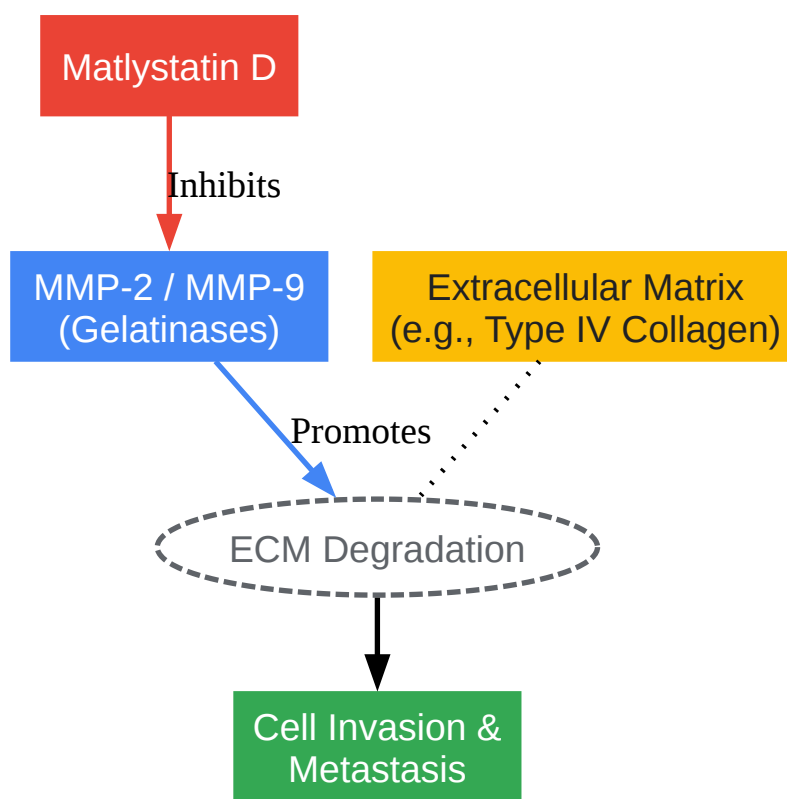 Matlystatin D
Inhibits
MMP-2 / MMP-9
(Gelatinases)
Extracellular Matrix
(e.g., Type IV Collagen)
Promotes
ECM Degradation
Cell Invasion &
Metastasis